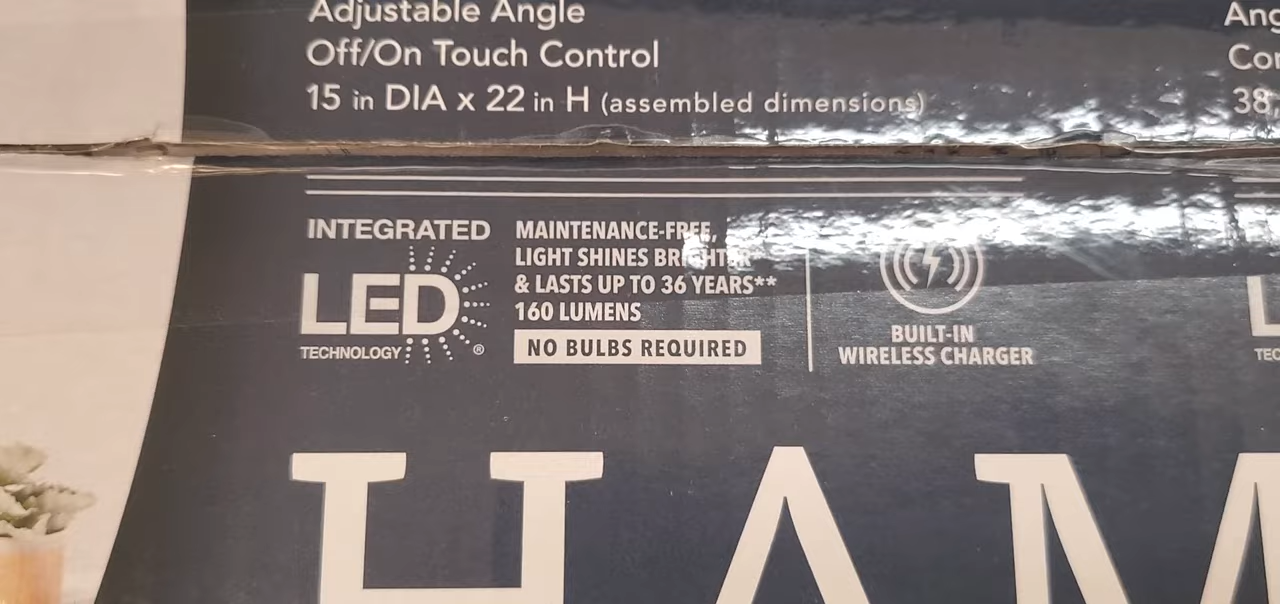 Adjustable Angle
Off/On Touch Control
15 in DIA x 22 in H (assembled dimensions)
Ang
Con
38
INTEGRATED
LED
TECHNOLOGY ®
MAINTENANCE-FREE,
LIGHT SHINES BRIGHTER
& LASTS UP TO 36 YEARS**
160 LUMENS
NO BULBS REQUIRED
BUILT-IN
WIRELESS CHARGER
L
TEC
HAM